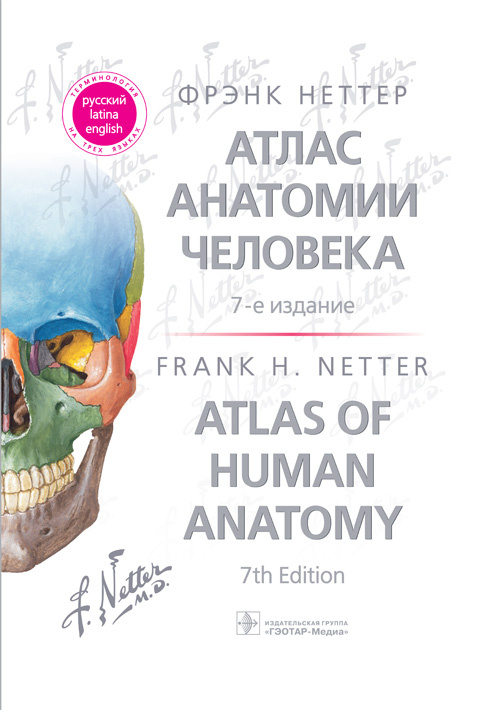 ТЕРМИНОЛОГИЯ
русский
latina
english
НА ТРЕХ ЯЗЫКАХ
ФРЭНК НЕТТЕР
АТЛАС
АНАТОМИИ
ЧЕЛОВЕКА
7-е издание
FRANK H. NETTER
ATLAS OF
HUMAN
ANATOMY
7th Edition
F. Netter
M.D.
ИЗДАТЕЛЬСКАЯ ГРУППА
«ГЭОТАР-Медиа»